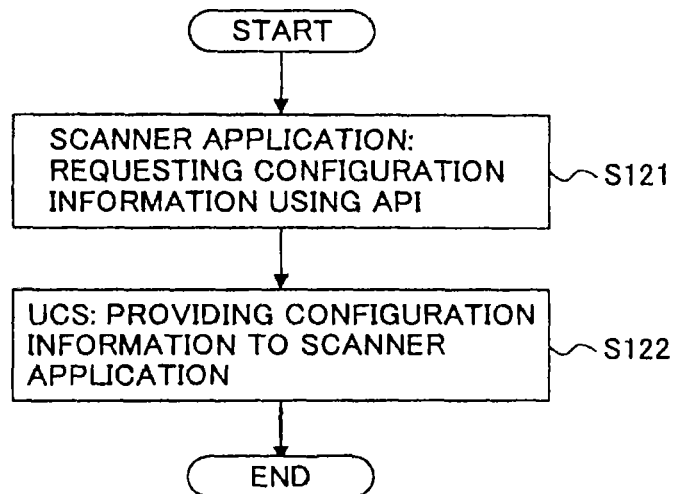 START
SCANNER APPLICATION:
REQUESTING CONFIGURATION
INFORMATION USING API
S121
UCS: PROVIDING CONFIGURATION
INFORMATION TO SCANNER
APPLICATION
S122
END